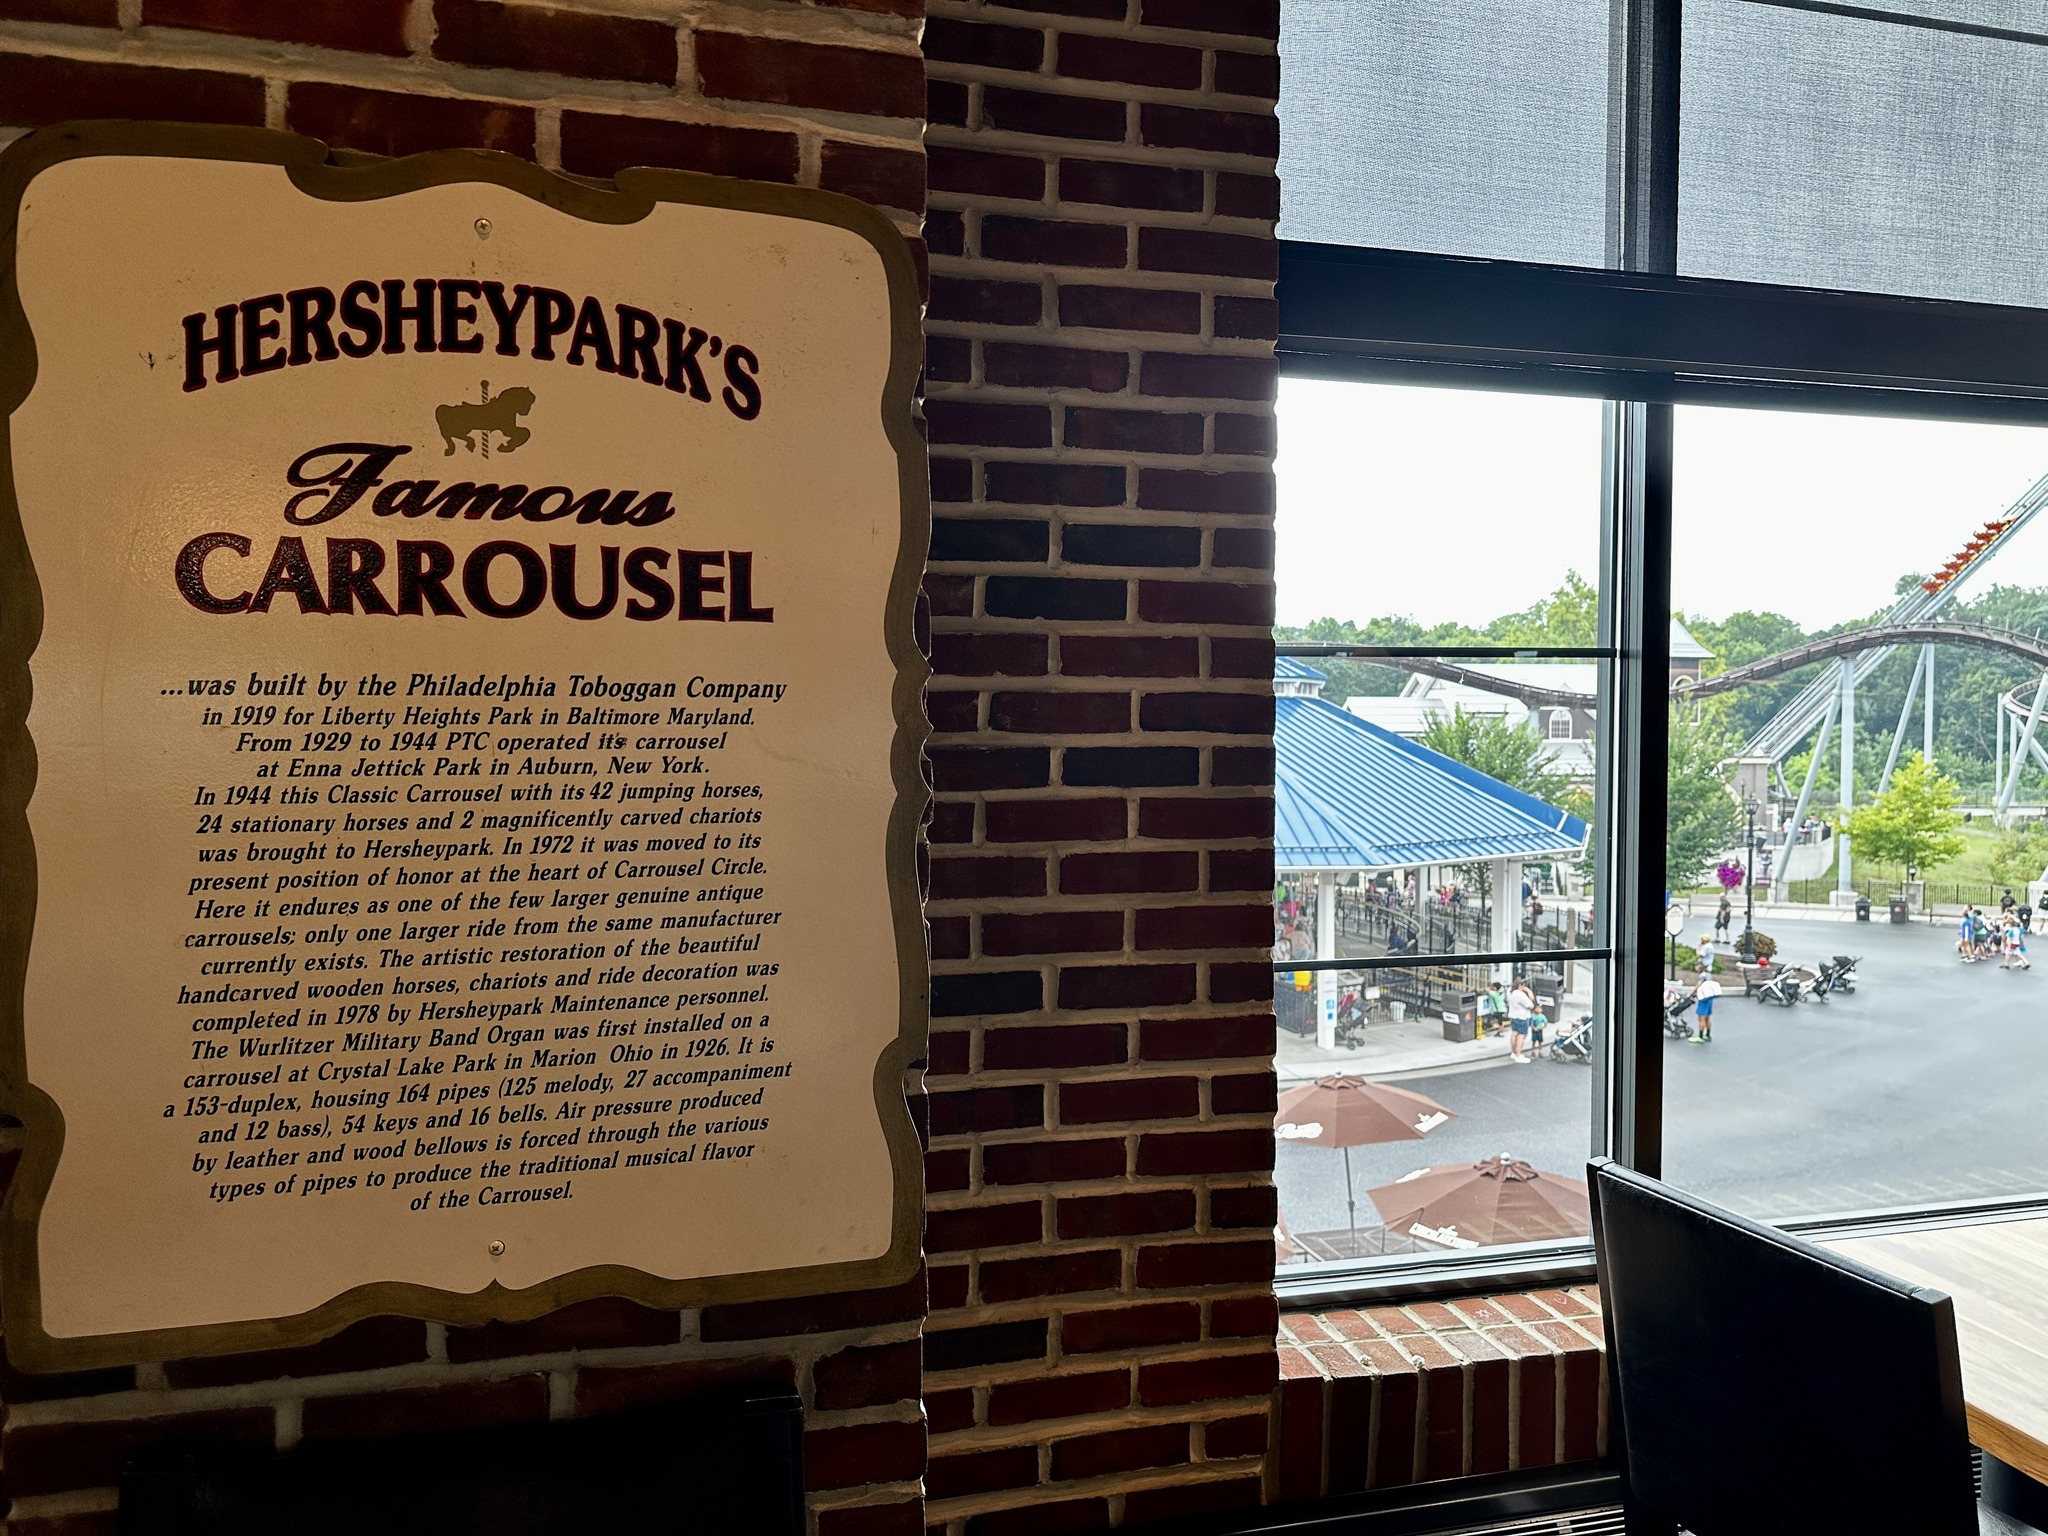 HERSHEYPARK'S
Famous
CARROUSEL
...was built by the Philadelphia Toboggan Company
in 1919 for Liberty Heights Park in Baltimore Maryland.
From 1929 to 1944 PTC operated its carrousel
at Enna Jettick Park in Auburn, New York.
In 1944 this Classic Carrousel with its 42 jumping horses,
24 stationary horses and 2 magnificently carved chariots
was brought to Hersheypark. In 1972 it was moved to its
present position of honor at the heart of Carrousel Circle.
Here it endures as one of the few larger genuine antique
carrousels; only one larger ride from the same manufacturer
currently exists. The artistic restoration of the beautiful
handcarved wooden horses, chariots and ride decoration was
completed in 1978 by Hersheypark Maintenance personnel.
The Wurlitzer Military Band Organ was first installed on a
carrousel at Crystal Lake Park in Marion Ohio in 1926. It is
a 153-duplex, housing 164 pipes (125 melody, 27 accompaniment
and 12 bass), 54 keys and 16 bells. Air pressure produced
by leather and wood bellows is forced through the various
types of pipes to produce the traditional musical flavor
of the Carrousel.